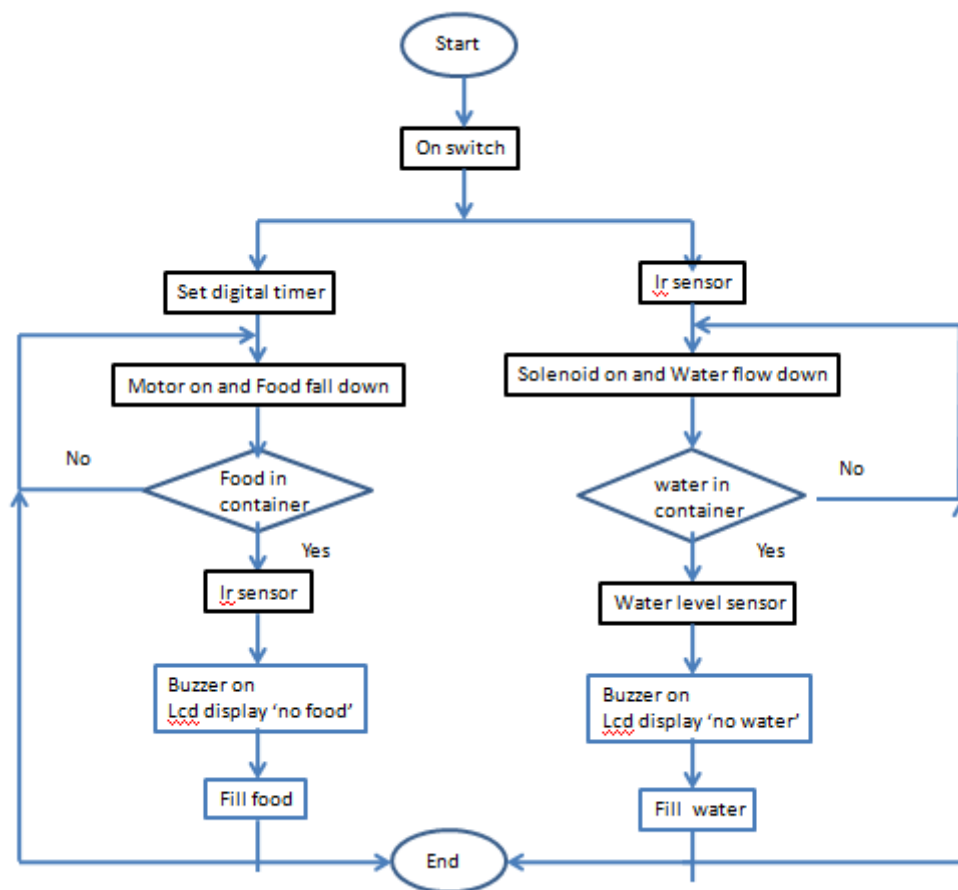 Start
On switch
Set digital timer
Motor on and Food fall down
No
Food in
container
Yes
Ir sensor
Buzzer on
Lcd display ‘no food’
Fill food
Ir sensor
Solenoid on and Water flow down
No
water in
container
Yes
Water level sensor
Buzzer on
Lcd display ‘no water’
Fill water
End